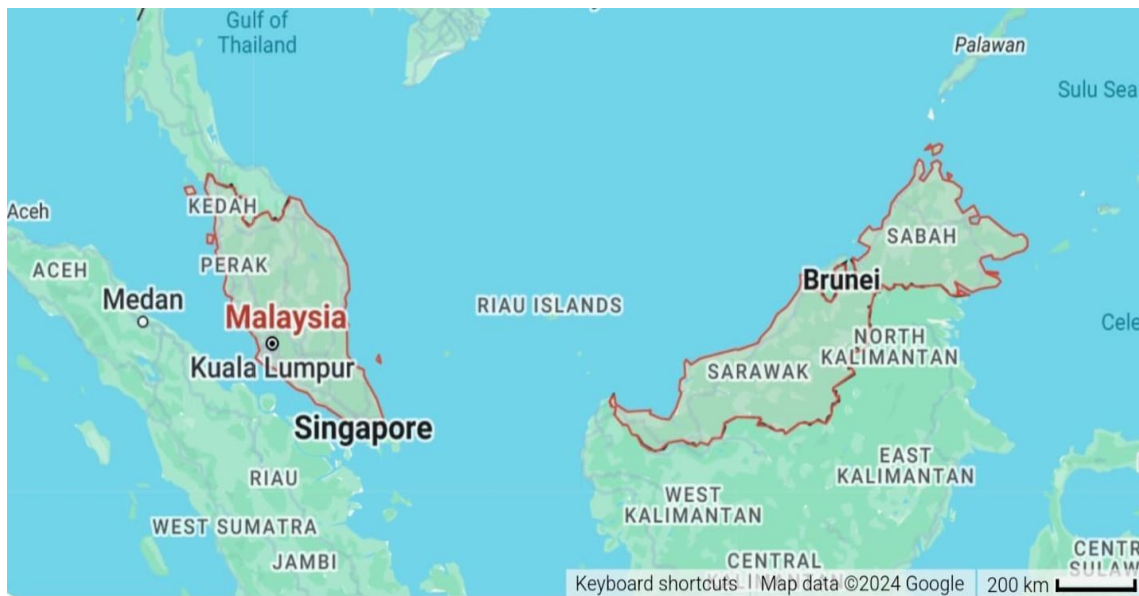 Gulf of
Thailand
Palawan
Sulu Sea
KEDAH
Aceh
SABAH
PERAK
ACEH
Brunei
Medan
RIAU ISLANDS
Malaysia
Cele
NORTH
KALIMANTAN
Kuala Lumpur
SARAWAK
Singapore
EAST
KALIMANTAN
RIAU
WEST
KALIMANTAN
WEST SUMATRA
CENTR
SULAW
JAMBI
CENTRAL
Keyboard shortcuts
Map data ©2024 Google
200 km